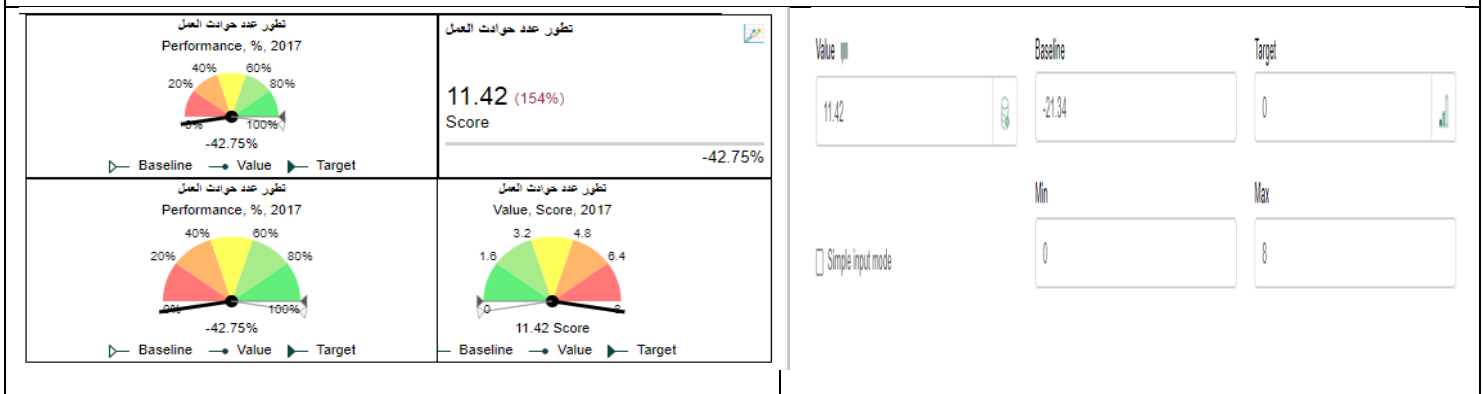 تطور عدد حوادث العمل
Performance, %, 2017
40% 60%
20% 80%
0% 100%
-42.75%
Baseline Value Target
تطور عدد حوادث العمل
11.42 (154%)
Score
-42.75%
تطور عدد حوادث العمل
Performance, %, 2017
40% 60%
20% 80%
0% 100%
-42.75%
Baseline Value Target
تطور عدد حوادث العمل
Value, Score, 2017
3.2 4.8
1.6 6.4
0 8
11.42 Score
Baseline Value Target
Value Baseline Target
11.42 -21.34 0
Min Max
Simple input mode 0 8